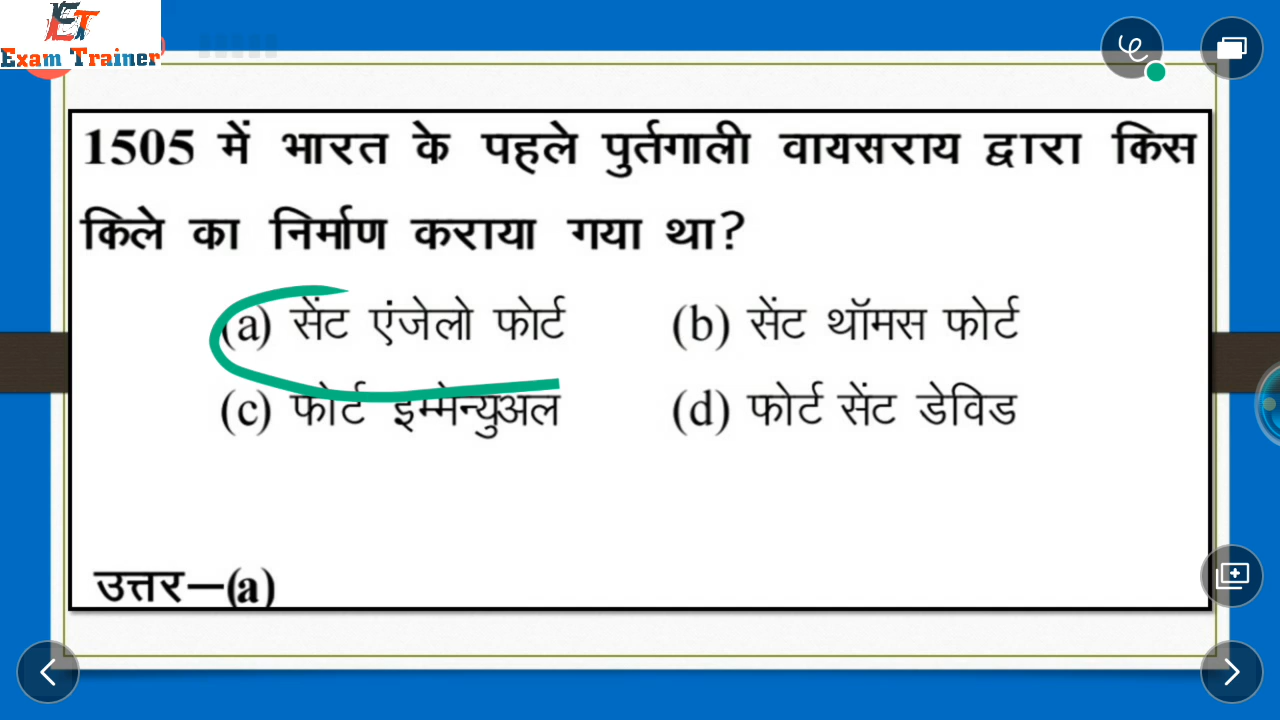 ET
Exam Trainer
1505 में भारत के पहले पुर्तगाली वायसराय द्वारा किस
किले का निर्माण कराया गया था?
(a) सेंट एंजेलो फोर्ट (b) सेंट थॉमस फोर्ट
(c) फोर्ट इम्मेन्युअल (d) फोर्ट सेंट डेविड
उत्तर—(a)